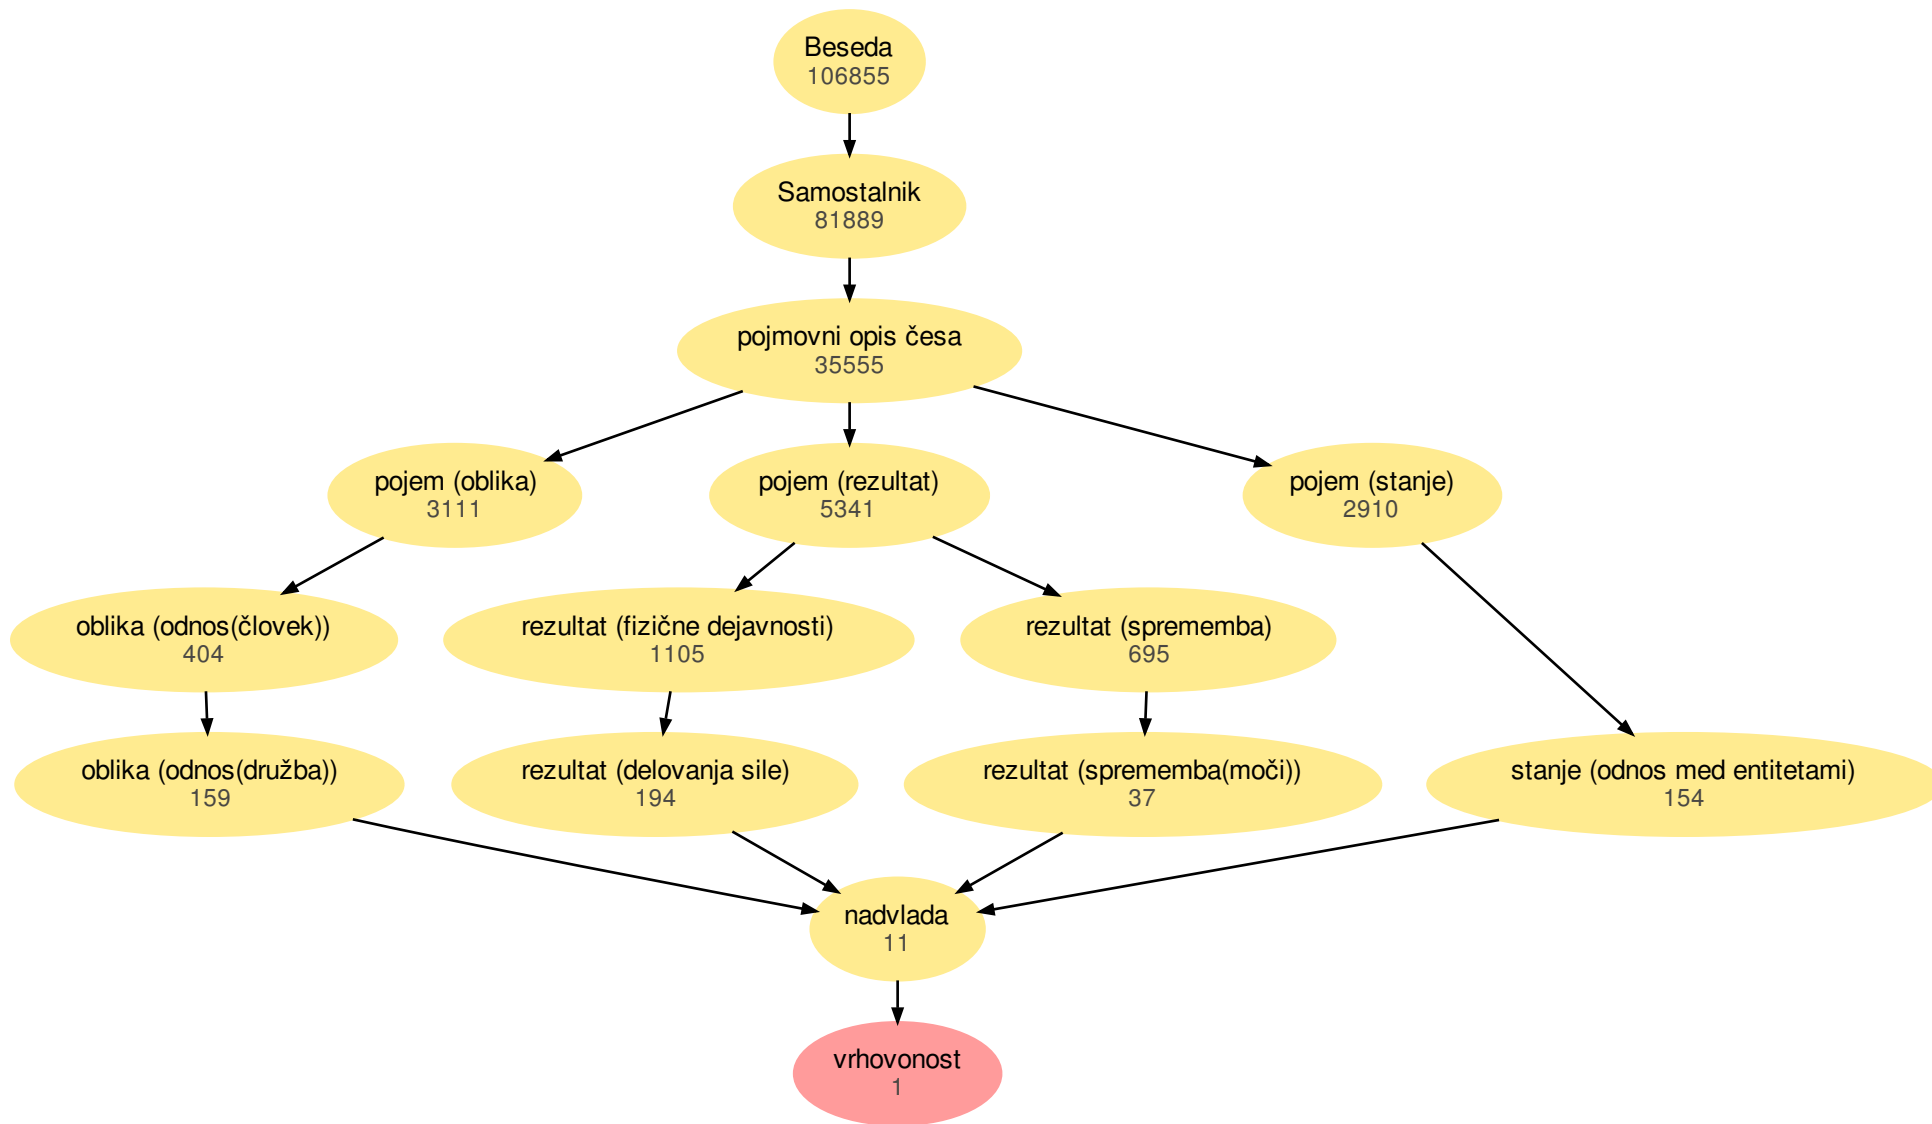 Beseda
106855
Samostalnik
81889
pojmovni opis česa
35555
pojem (oblika)
3111
pojem (rezultat)
5341
pojem (stanje)
2910
oblika (odnos(človek))
404
rezultat (fizične dejavnosti)
1105
rezultat (sprememba)
695
oblika (odnos(družba))
159
rezultat (delovanja sile)
194
rezultat (sprememba(moči))
37
stanje (odnos med entitetami)
154
nadvlada
11
vrhovonost
1